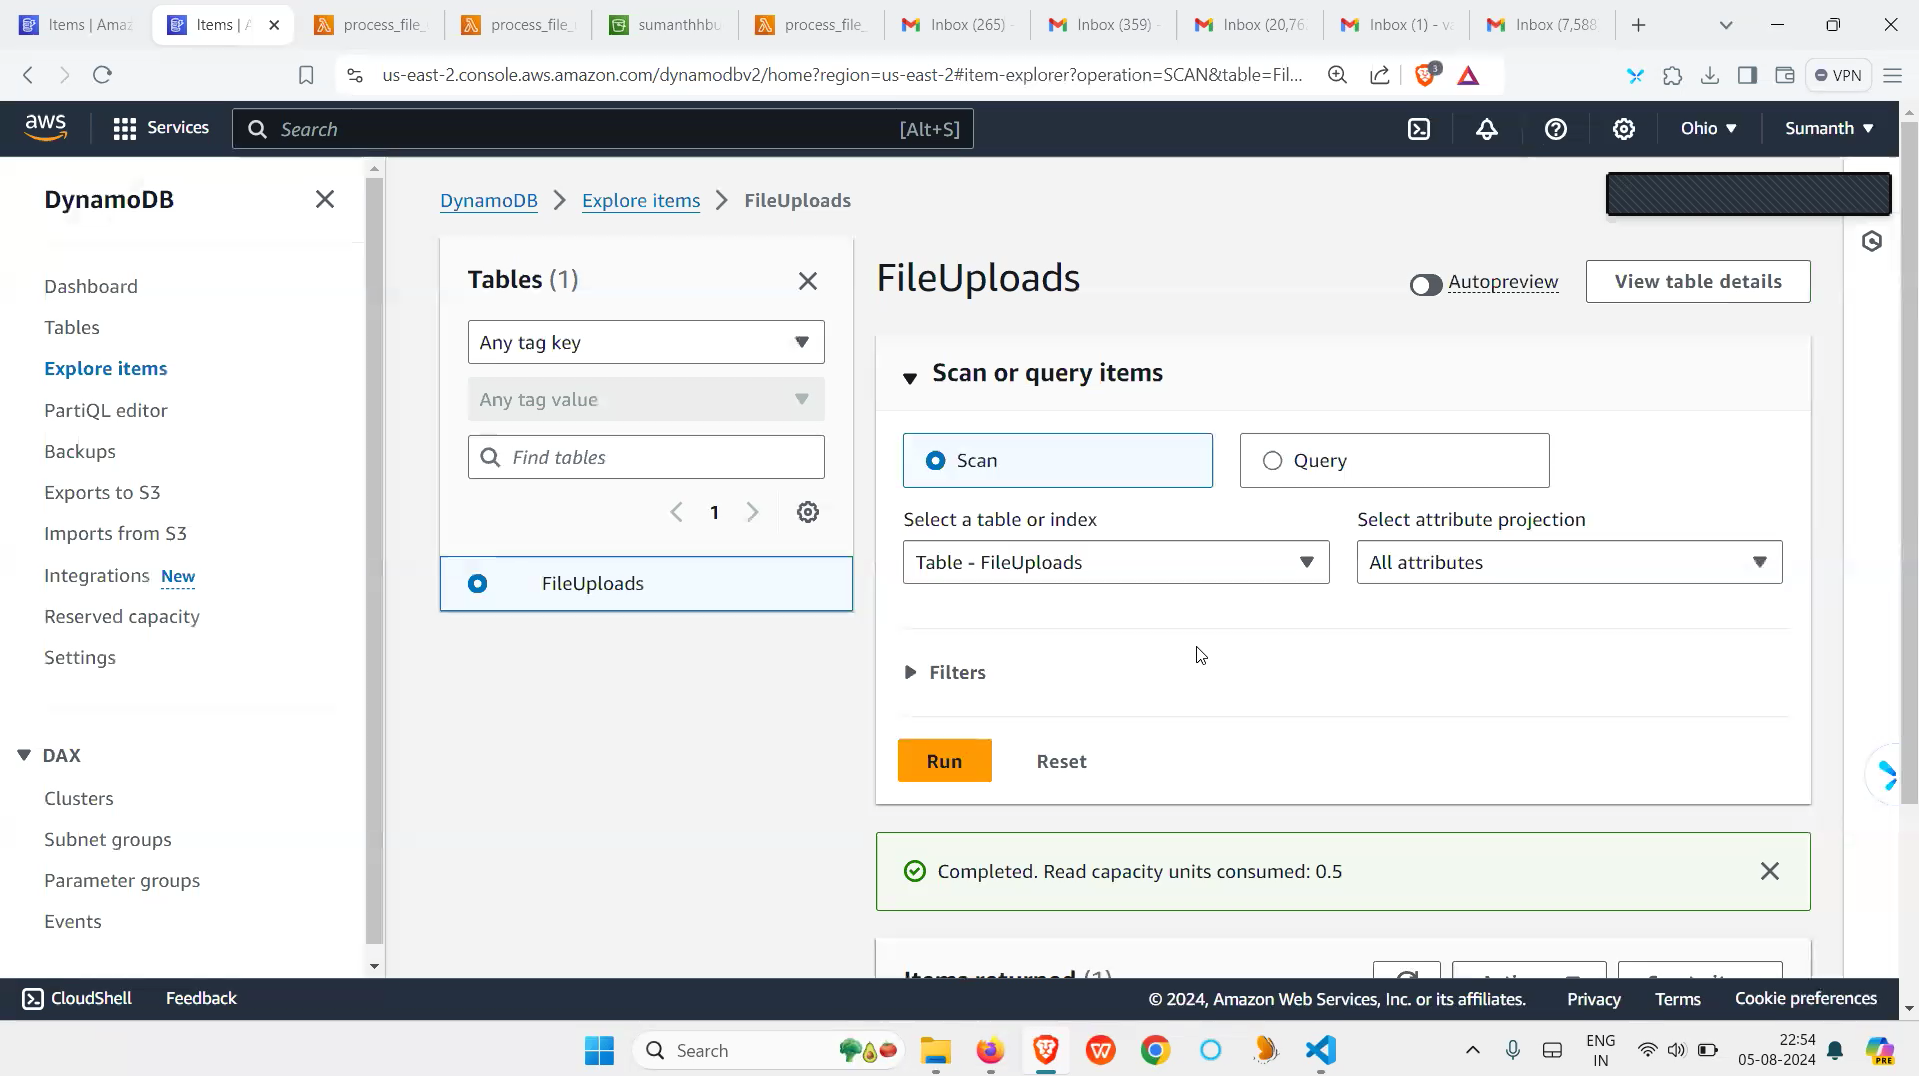 Items | Amaz
Items | A
process_file_
process_file_
sumanthhbu
process_file_
Inbox (265) -
Inbox (359) -
Inbox (20,76
Inbox (1) - va
Inbox (7,588
us-east-2.console.aws.amazon.com/dynamodbv2/home?region=us-east-2#item-explorer?operation=SCAN&table=Fil...
3
VPN
aws
Services
Search
[Alt+S]
Ohio
Sumanth
DynamoDB
Dashboard
Tables
Explore items
PartiQL editor
Backups
Exports to S3
Imports from S3
Integrations New
Reserved capacity
Settings
DAX
Clusters
Subnet groups
Parameter groups
Events
DynamoDB
Explore items
FileUploads
Tables (1)
Any tag key
Any tag value
Find tables
1
FileUploads
FileUploads
Autopreview
View table details
Scan or query items
Scan
Query
Select a table or index
Table - FileUploads
Select attribute projection
All attributes
Filters
Run
Reset
Completed. Read capacity units consumed: 0.5
Items returned (1)
CloudShell
Feedback
© 2024, Amazon Web Services, Inc. or its affiliates.
Privacy
Terms
Cookie preferences
Search
ENG
IN
22:54
05-08-2024
PRE